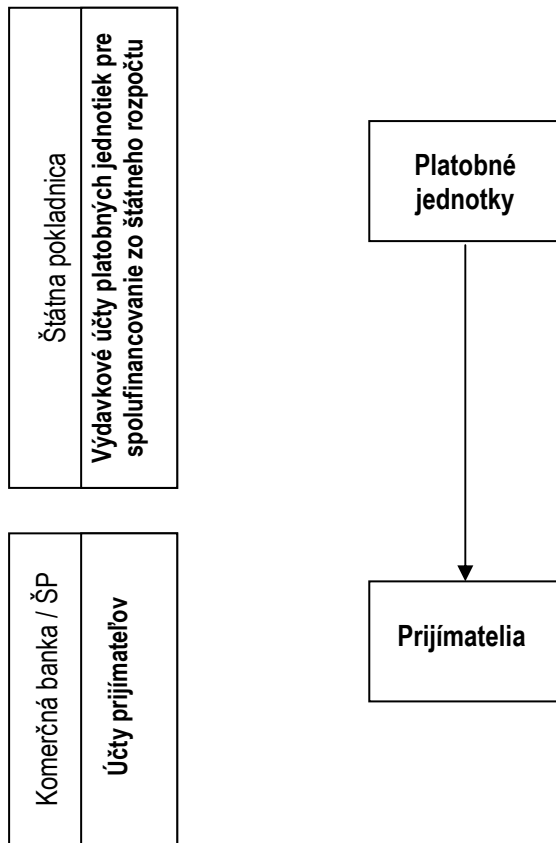 Štátna pokladnica
Výdavkové účty platobných jednotiek pre
spolufinancovanie zo štátneho rozpočtu
Platobné
jednotky
Komerčná banka / ŠP
Účty prijímateľov
Prijímatelia